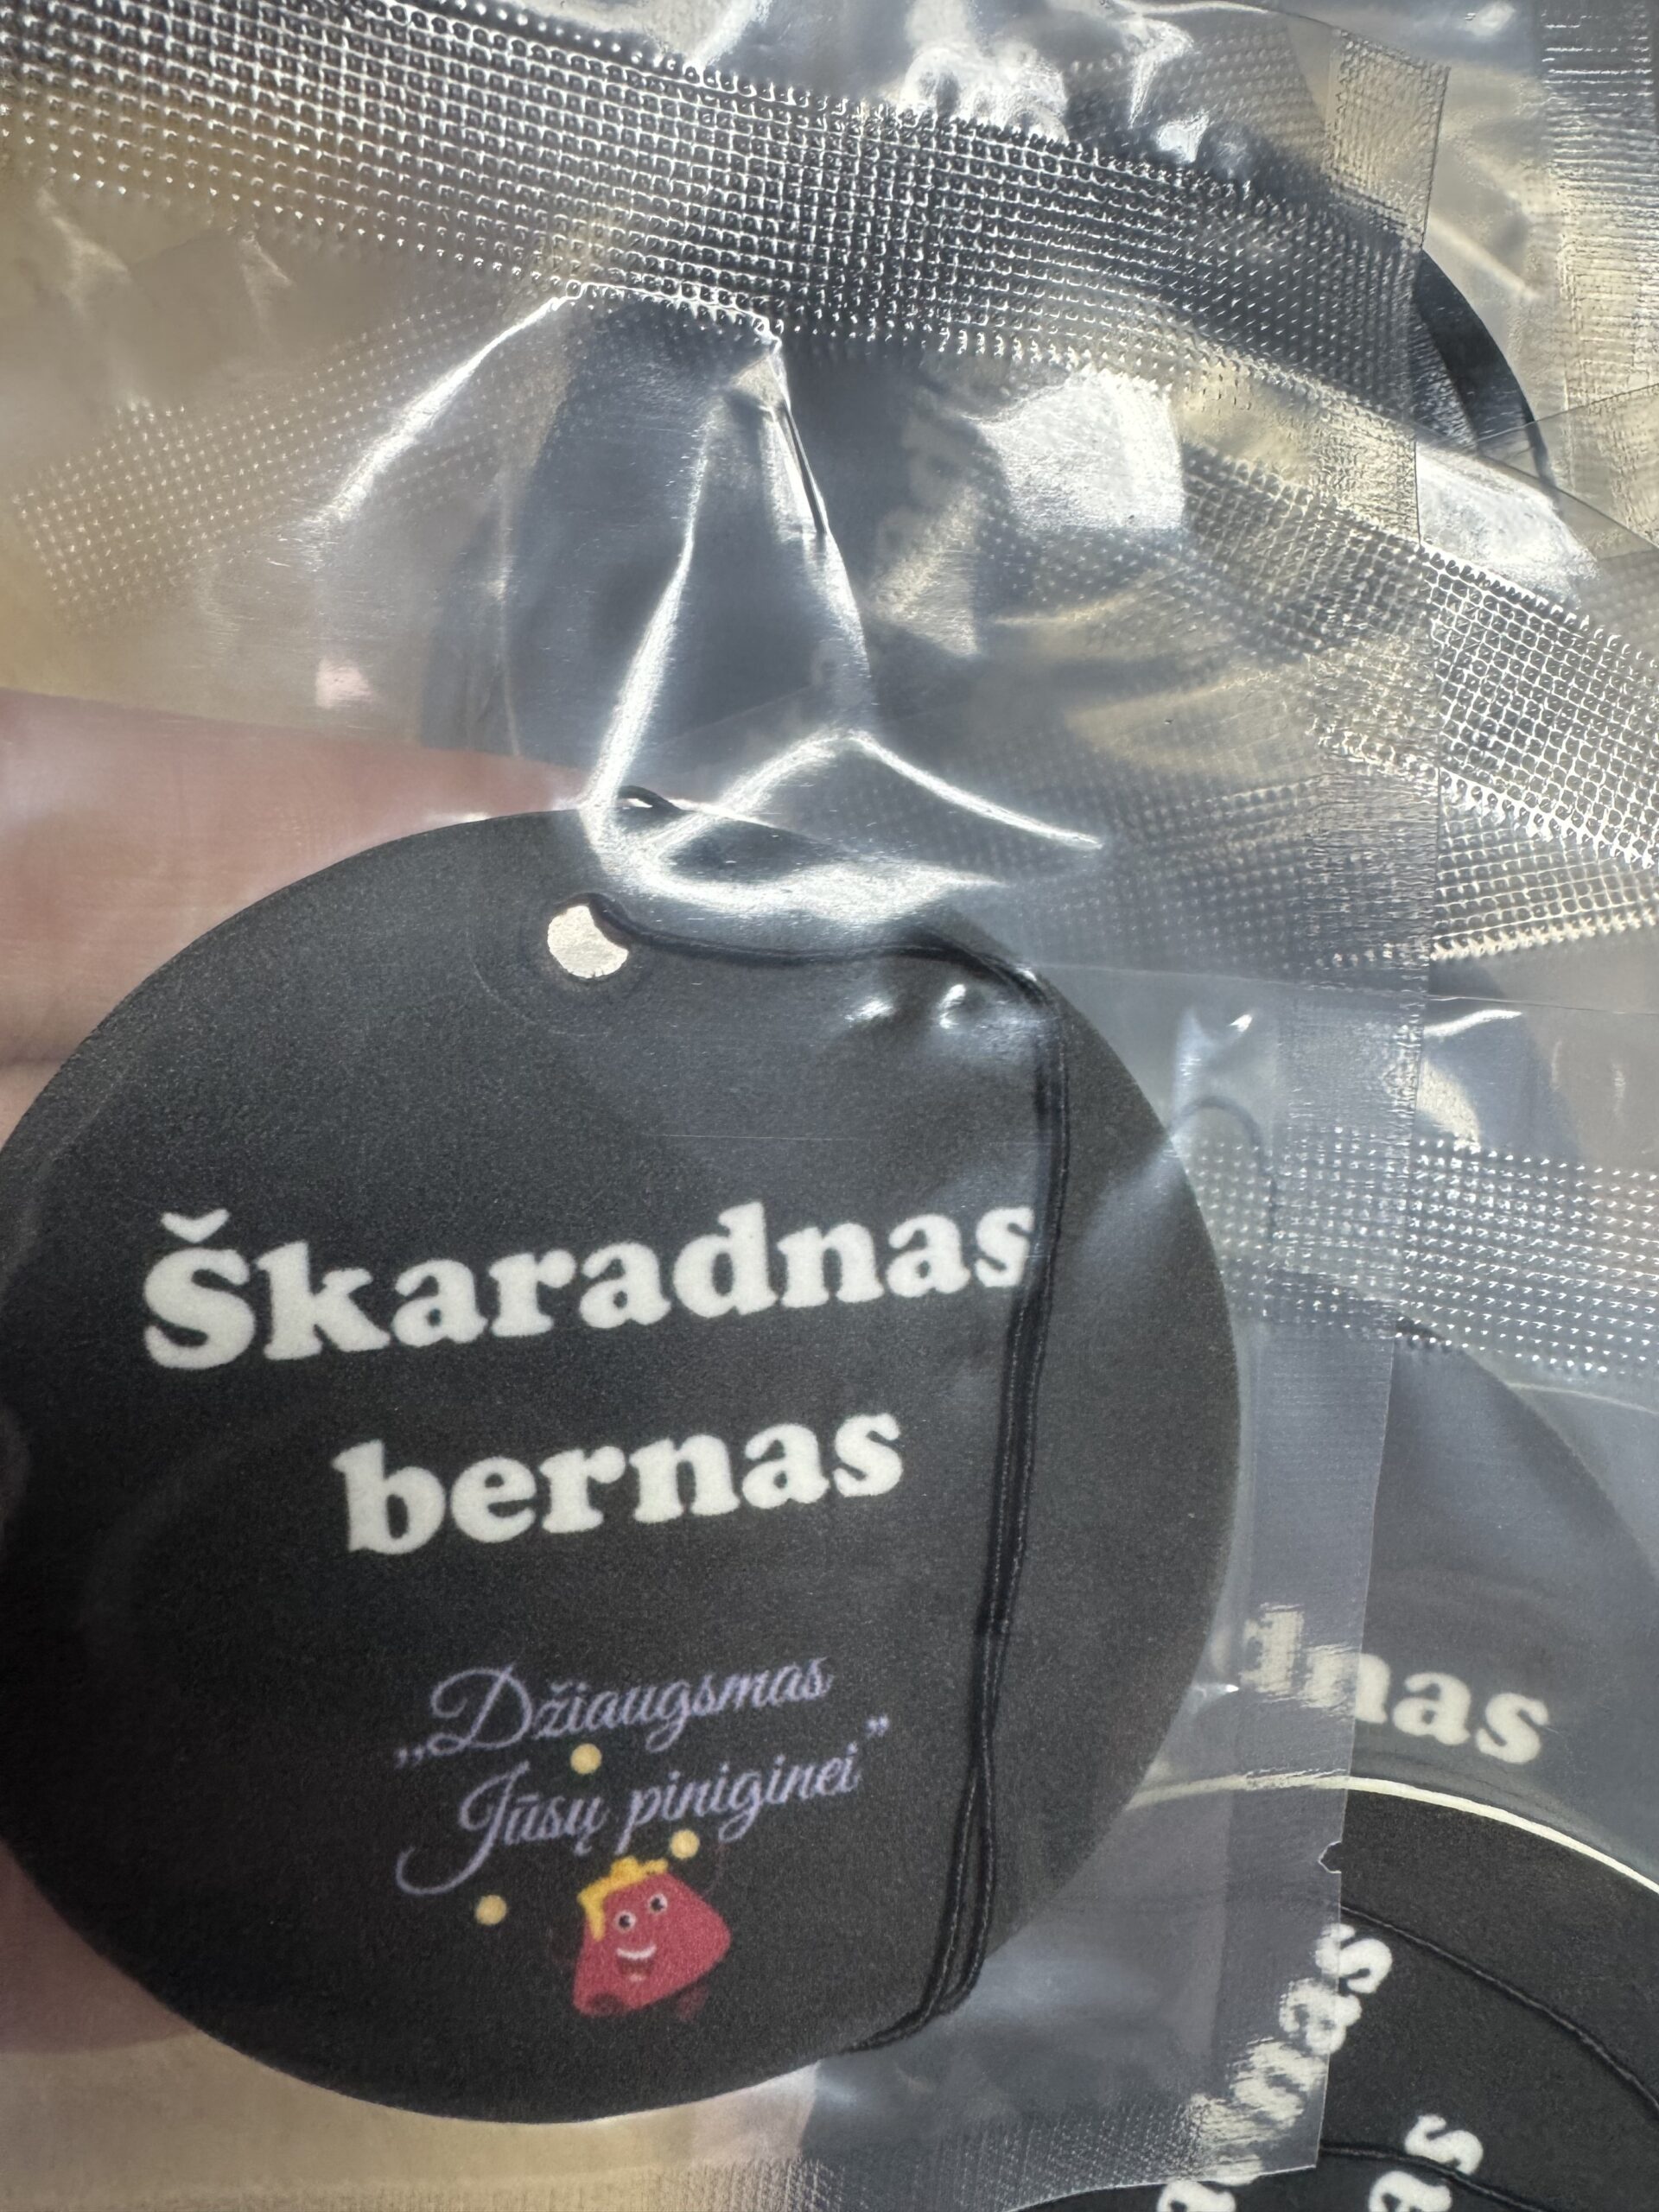 Škaradnas
bernas
„Džiaugsmas
Jūsų piniginei”